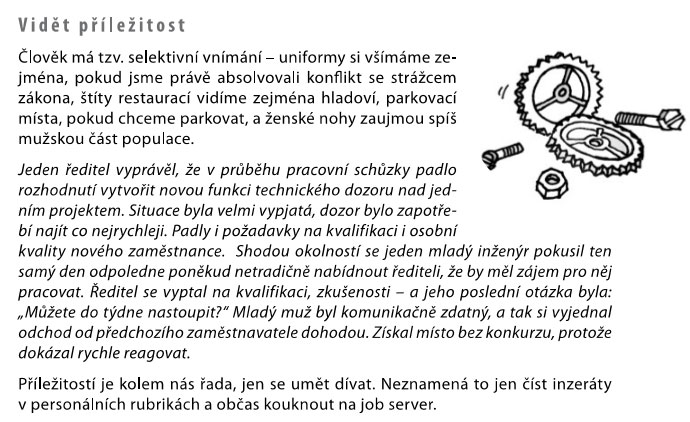 Vidět příležitost
Člověk má tzv. selektivní vnímání – uniformy si všímáme ze-
jména, pokud jsme právě absolvovali konflikt se strážcem
zákona, štíty restaurací vidíme zejména hladoví, parkovací
místa, pokud chceme parkovat, a ženské nohy zaujmou spíš
mužskou část populace.
Jeden ředitel vyprávěl, že v průběhu pracovní schůzky padlo
rozhodnutí vytvořit novou funkci technického dozoru nad jed-
ním projektem. Situace byla velmi vypjatá, dozor bylo zapotře-
bí najít co nejrychleji. Padly i požadavky na kvalifikaci i osobní
kvality nového zaměstnance. Shodou okolností se jeden mladý inženýr pokusil ten
samý den odpoledne poněkud netradičně nabídnout řediteli, že by měl zájem pro něj
pracovat. Ředitel se vyptal na kvalifikaci, zkušenosti – a jeho poslední otázka byla:
„Můžete do týdne nastoupit?“ Mladý muž byl komunikačně zdatný, a tak si vyjednal
odchod od předchozího zaměstnavatele dohodou. Získal místo bez konkurzu, protože
dokázal rychle reagovat.
Příležitostí je kolem nás řada, jen se umět dívat. Neznamená to jen číst inzeráty
v personálních rubrikách a občas kouknout na job server.